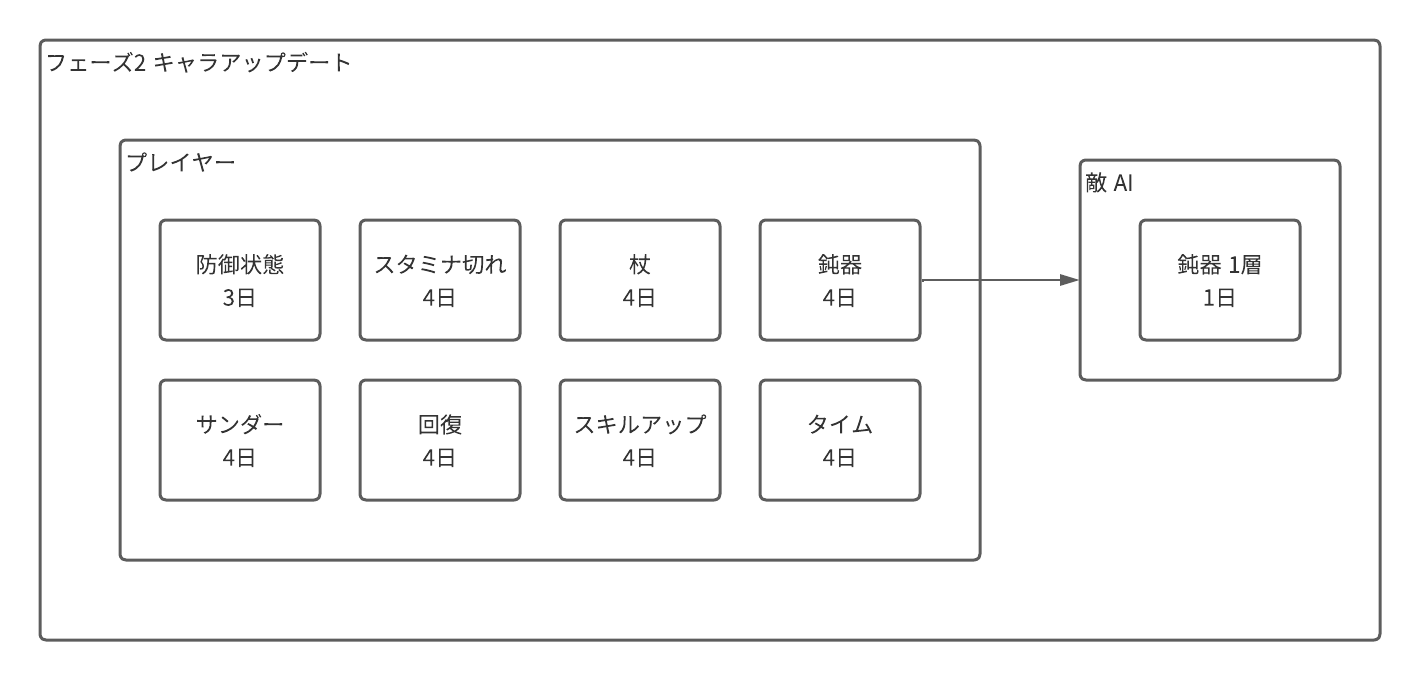 フェーズ2 キャラアップデート
プレイヤー
防御状態
3日
スタミナ切れ
4日
杖
4日
鈍器
4日
サンダー
4日
回復
4日
スキルアップ
4日
タイム
4日
敵 AI
鈍器 1層
1日